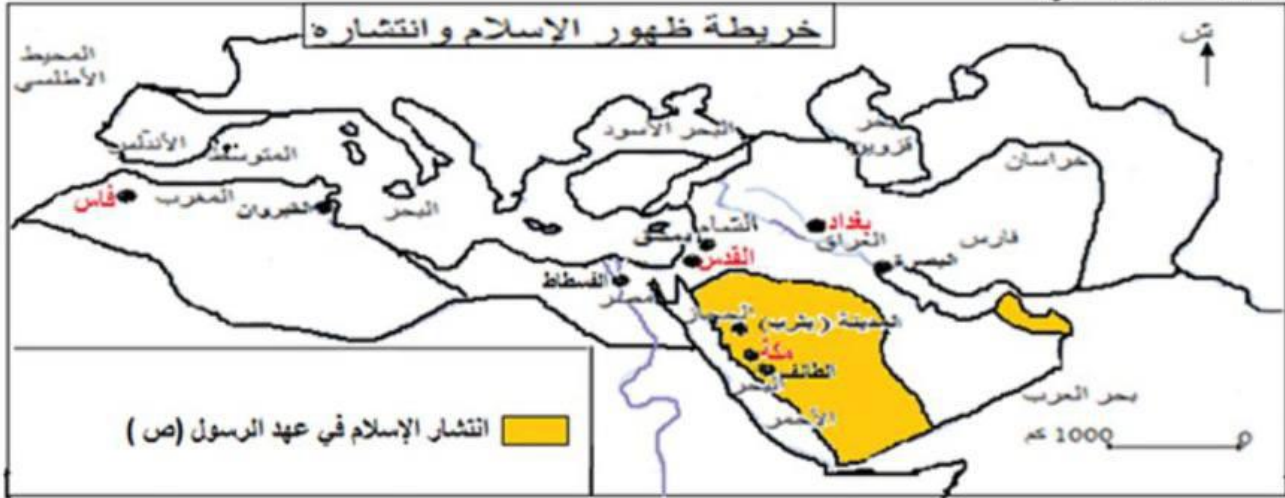 خريطة ظهور الإسلام وانتشاره
ش
المحيط
الأطلسي
البحر الأسود
بحر
قزوين
خراسان
الأندلس
المتوسط
البحر
المغرب
فاس
القيروان
الشام
دمشق
القدس
بغداد
العراق
البصرة
فارس
الفسطاط
مصر
الحجاز
المدينة (يثرب)
مكة
الطائف
البحر
الأحمر
بحر العرب
1000 كم
0
انتشار الإسلام في عهد الرسول (ص )